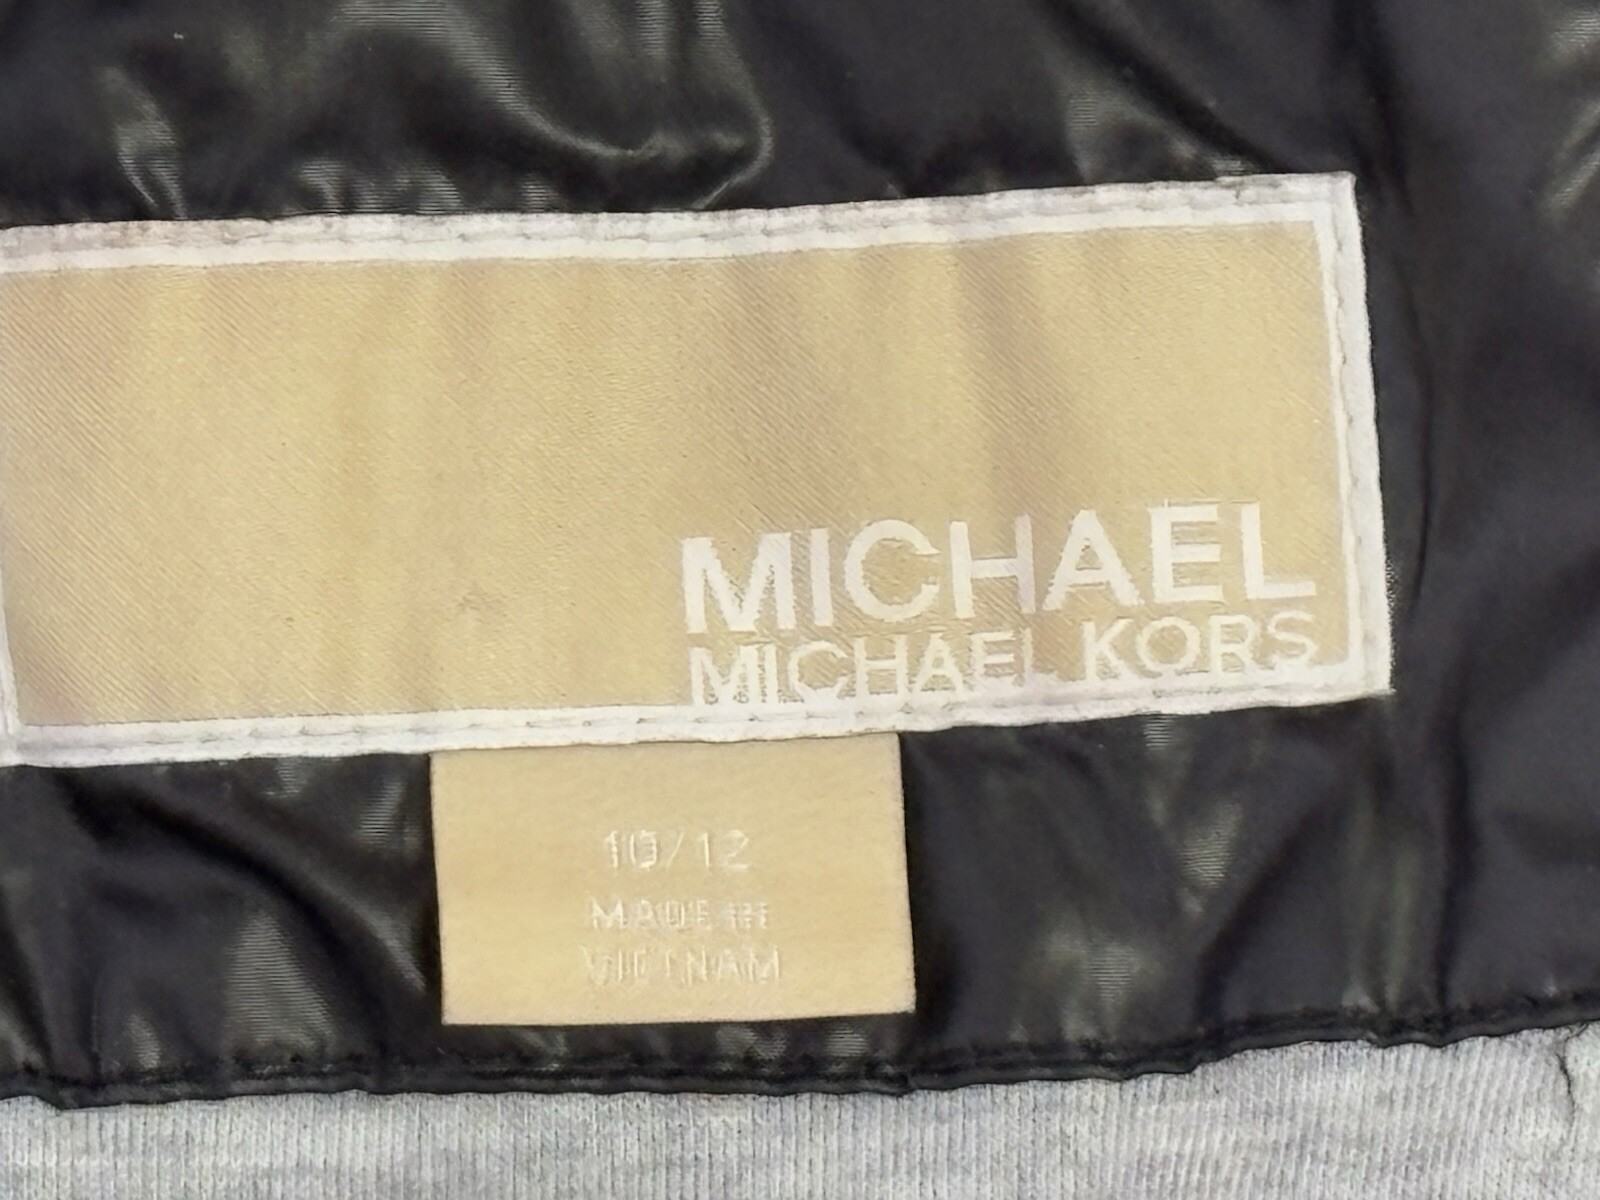 MICHAEL
MICHAEL KORS
10/12
MADE IN
VIETNAM